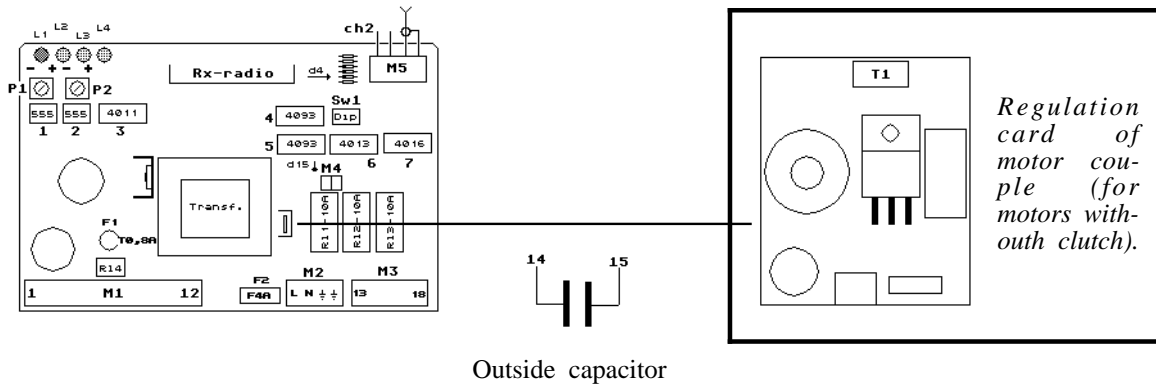 ch2
L1 L2 L3 L4
- + - +
P1 P2
Rx-radio
d4
M5
T1
555 555 4011
1 2 3
Sw1
4 4093 Dip
5 4093 4013 4016
6 7
d15 M4
Transf.
R11-10A R12-10A R13-10A
F1
T0,8A
R14
1 M1 12
F2
F4A
M2
L N
M3
13 18
14 15
Outside capacitor
Regulation
card of
motor cou-
ple (for
motors with-
outh clutch).